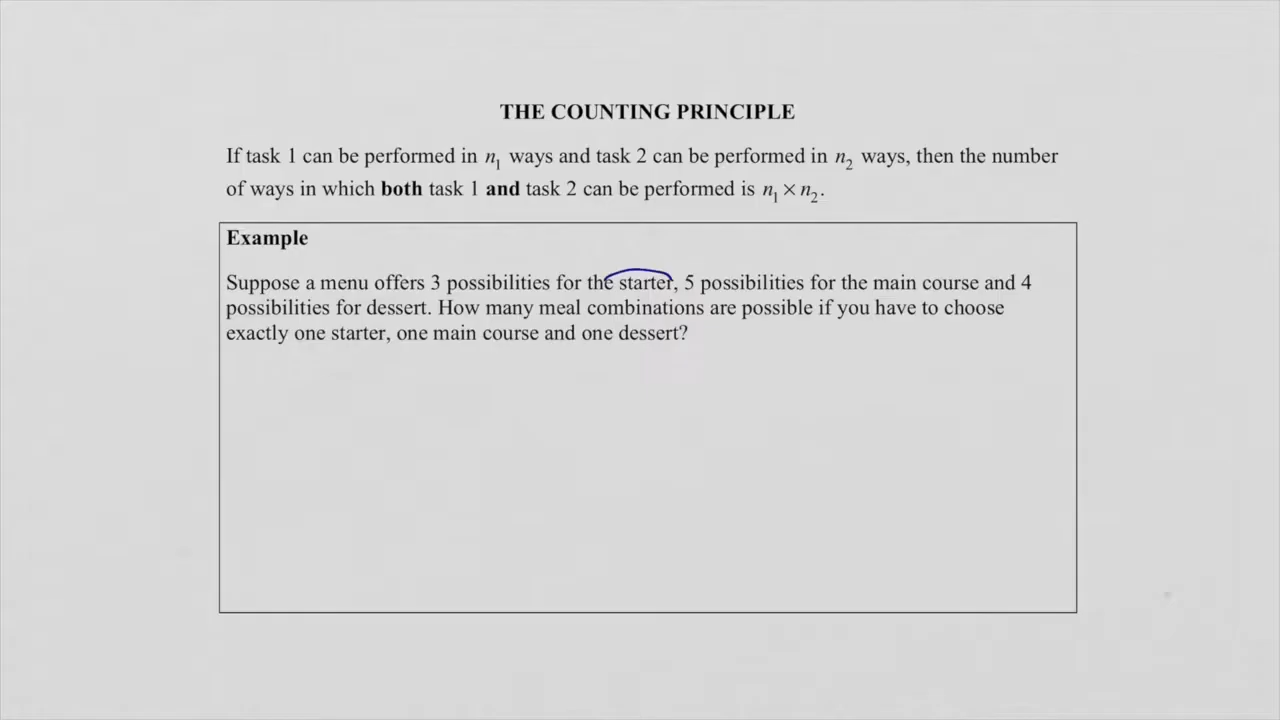 THE COUNTING PRINCIPLE
If task 1 can be performed in n₁ ways and task 2 can be performed in n₂ ways, then the number
of ways in which both task 1 and task 2 can be performed is n₁ × n₂.
Example
Suppose a menu offers 3 possibilities for the starter, 5 possibilities for the main course and 4
possibilities for dessert. How many meal combinations are possible if you have to choose
exactly one starter, one main course and one dessert?